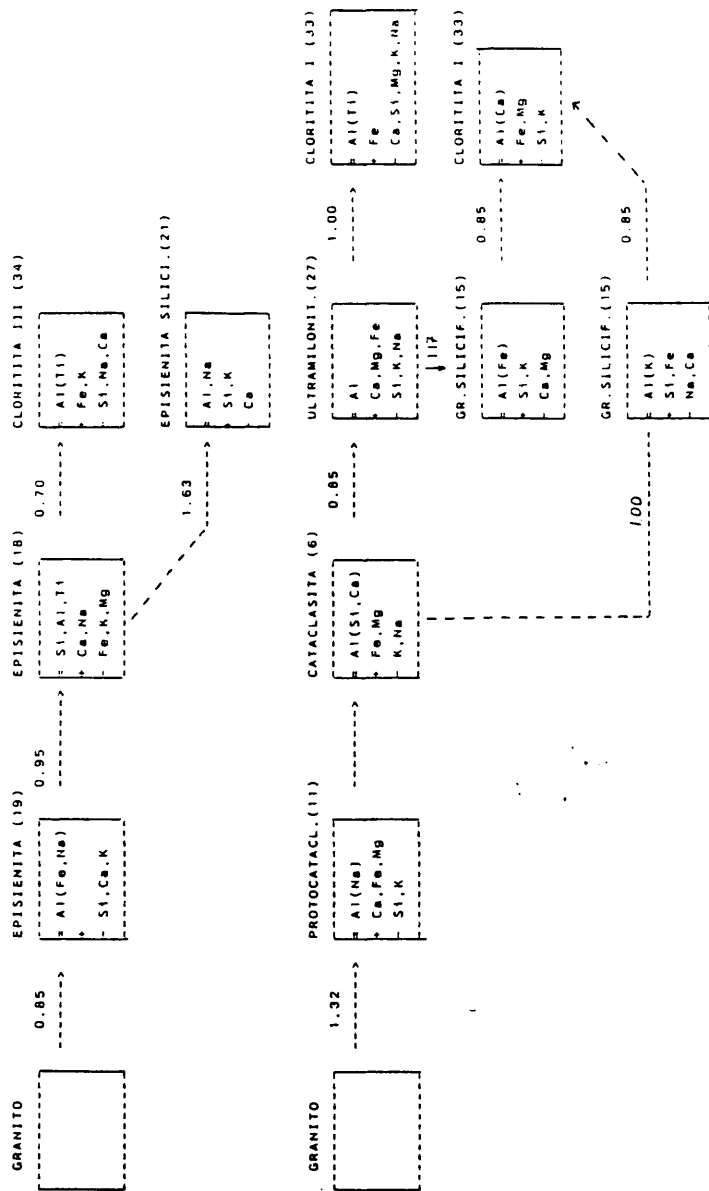 GRANITO
0.85
EPISIENITA (19)
= Al(Fe,Na)
+
- Si,Ca,K
0.95
EPISIENITA (18)
= Si,Al,Ti
+ Ca,Na
- Fe,K,Mg
0.70
CLORITITA III (34)
= Al(Ti)
+ Fe,K
- Si,Na,Ca
1.63
EPISIENITA SILICI.(21)
= Al,Na
+ Si,K
- Ca
GRANITO
1.32
PROTOCATACL.(11)
= Al(Na)
+ Ca,Fe,Mg
- Si,K
CATACLASITA (6)
= Al(Si,Ca)
+ Fe,Mg
- K,Na
0.85
ULTRAMILONIT.(27)
= Al
+ Ca,Mg,Fe
- Si,K,Na
1.00
CLORITITA I (33)
= Al(Ti)
+ Fe
- Ca,Si,Mg,K,Na
1.17
GR.SILICIF.(15)
= Al(Fe)
+ Si,K
- Ca,Mg
0.85
CLORITITA I (33)
= Al(Ca)
+ Fe,Mg
- Si,K
1.00
GR.SILICIF.(15)
= Al(K)
+ Si,Fe
- Na,Ca
0.85